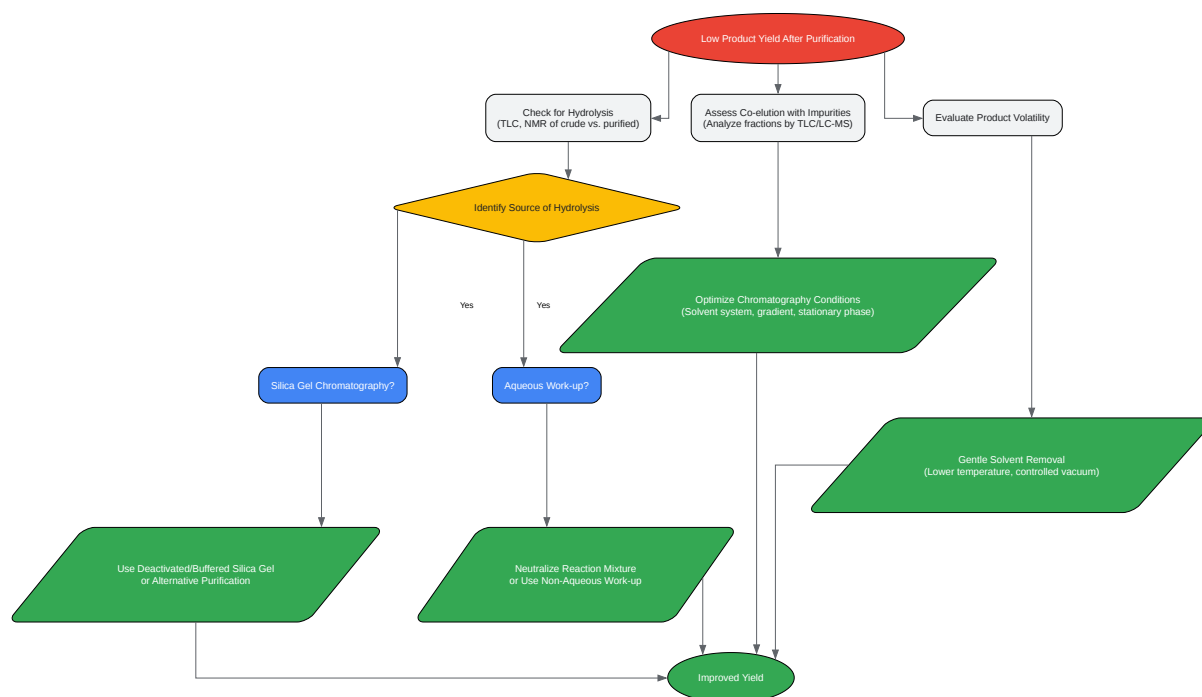 Low Product Yield After Purification
Check for Hydrolysis
(TLC, NMR of crude vs. purified)
Assess Co-elution with Impurities
(Analyze fractions by TLC/LC-MS)
Evaluate Product Volatility
Identify Source of Hydrolysis
Yes
Yes
Optimize Chromatography Conditions
(Solvent system, gradient, stationary phase)
Silica Gel Chromatography?
Aqueous Work-up?
Gentle Solvent Removal
(Lower temperature, controlled vacuum)
Use Deactivated/Buffered Silica Gel
or Alternative Purification
Neutralize Reaction Mixture
or Use Non-Aqueous Work-up
Improved Yield